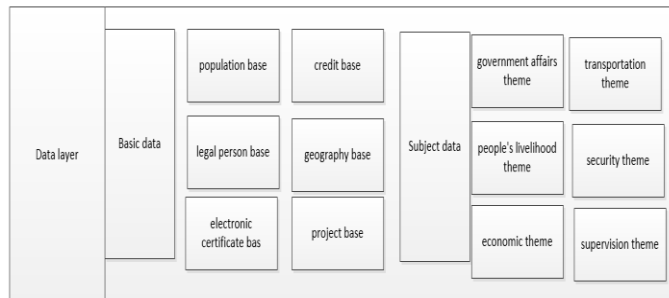 Data layer
Basic data
population base
credit base
legal person base
geography base
electronic
certificate bas
project base
Subject data
government affairs
theme
transportation
theme
people's livelihood
theme
security theme
economic theme
supervision theme